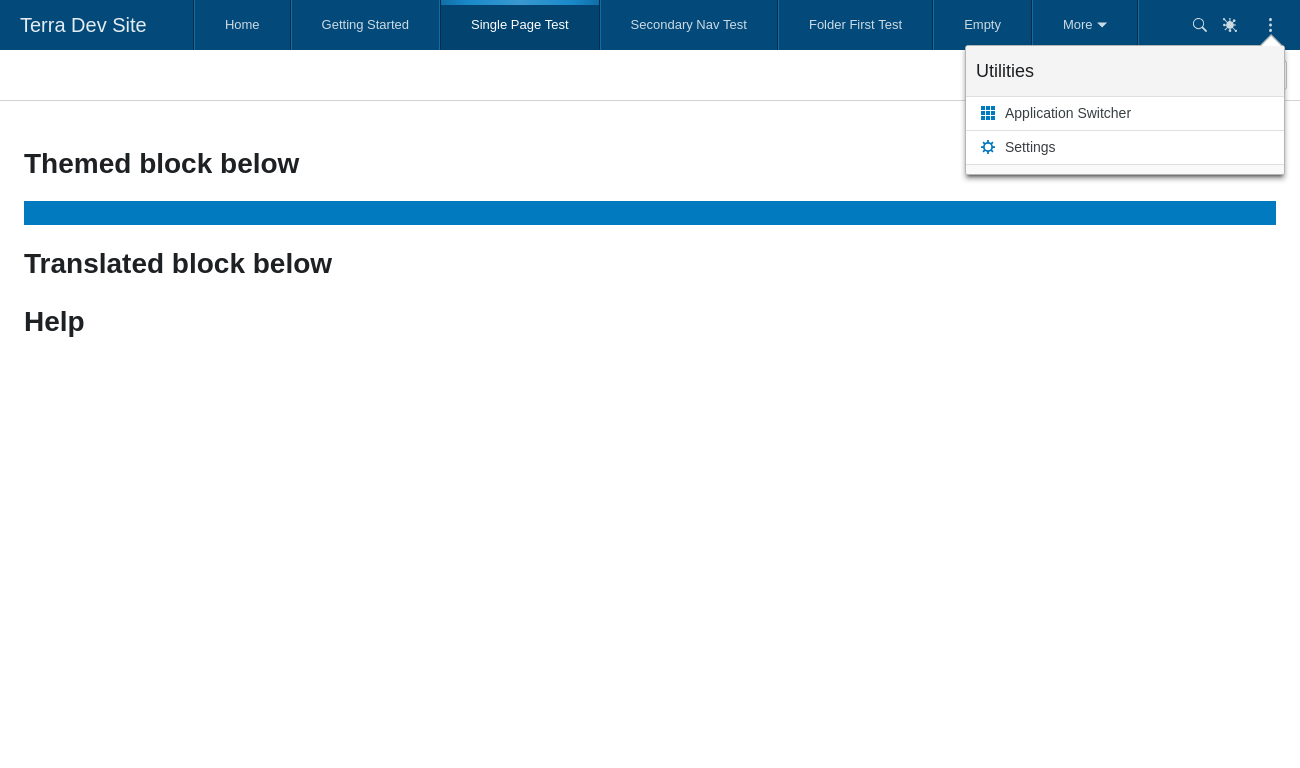 Terra Dev Site
Home
Getting Started
Single Page Test
Secondary Nav Test
Folder First Test
Empty
More
Utilities
Application Switcher
Settings
Themed block below
Translated block below
Help